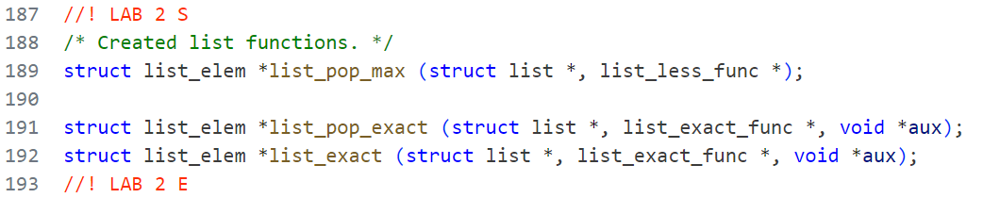 187 //! LAB 2 S
188 /* Created list functions. */
189 struct list_elem *list_pop_max (struct list *, list_less_func *);
190
191 struct list_elem *list_pop_exact (struct list *, list_exact_func *, void *aux);
192 struct list_elem *list_exact (struct list *, list_exact_func *, void *aux);
193 //! LAB 2 E